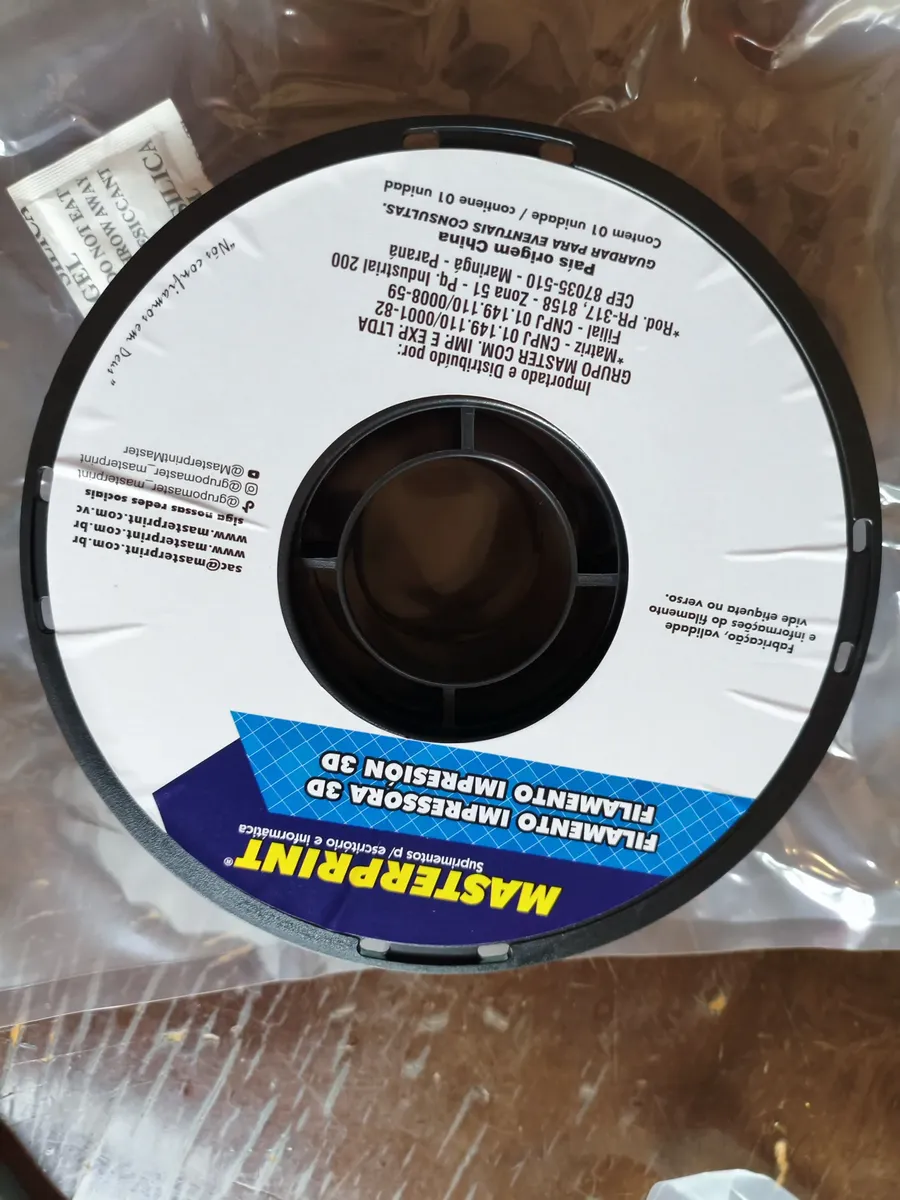 MASTERPRINT®
Suprimentos p/ escritório e informática
FILAMENTO IMPRESSORA 3D
FILAMENTO IMPRESIÓN 3D
Fabricação, validade
e informações do filamento
vide etiqueta no verso.
sac@masterprint.com.br
www.masterprint.com.br
www.masterprint.com.vc
siga nossas redes sociais
@grupomaster_masterprint
@grupomaster_masterprint
@MasterprintMaster
Importado e Distribuído por:
GRUPO MASTER COM. IMP. E EXP. LTDA
*Matriz - CNPJ 01.149.110/0001-82
Filial - CNPJ 01.149.110/0008-59
*Rod. PR-317, 8158 - Zona 51 - Pq. Industrial 200
CEP 87035-510 - Maringá - Paraná
País origem China
GUARDAR PARA EVENTUAIS CONSULTAS.
Contem 01 unidade / contiene 01 unidad
"Nós confiamos em Deus"
SILICA
GEL
DO NOT EAT
THROW AWAY
DESICCANT
SILICA